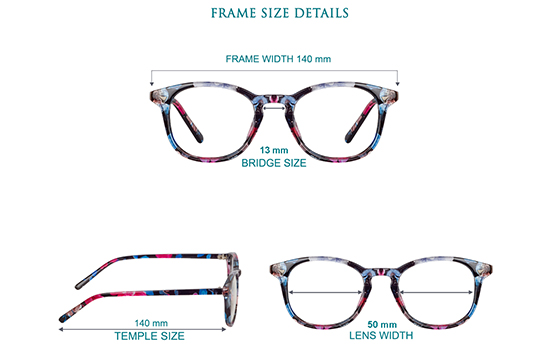 FRAME SIZE DETAILS
FRAME WIDTH 140 mm
13 mm
BRIDGE SIZE
140 mm
TEMPLE SIZE
50 mm
LENS WIDTH